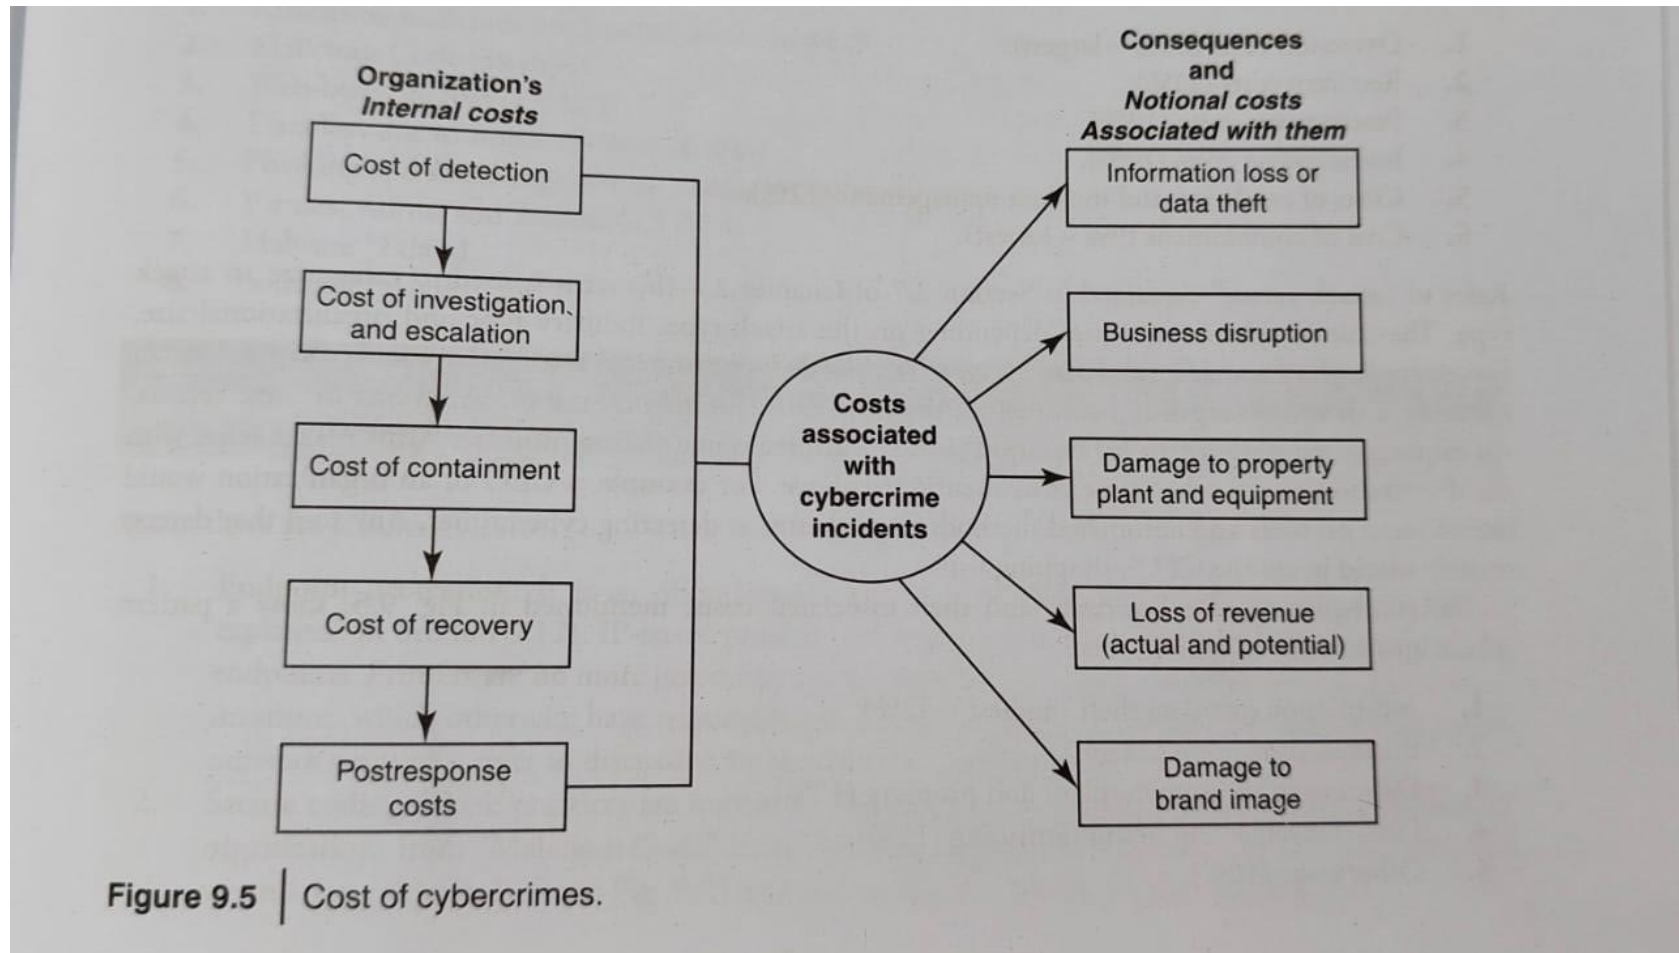 Organization's
Internal costs
Cost of detection
Cost of investigation
and escalation
Cost of containment
Cost of recovery
Postresponse
costs
Costs
associated
with
cybercrime
incidents
Consequences
and
Notional costs
Associated with them
Information loss or
data theft
Business disruption
Damage to property
plant and equipment
Loss of revenue
(actual and potential)
Damage to
brand image
Figure 9.5 | Cost of cybercrimes.